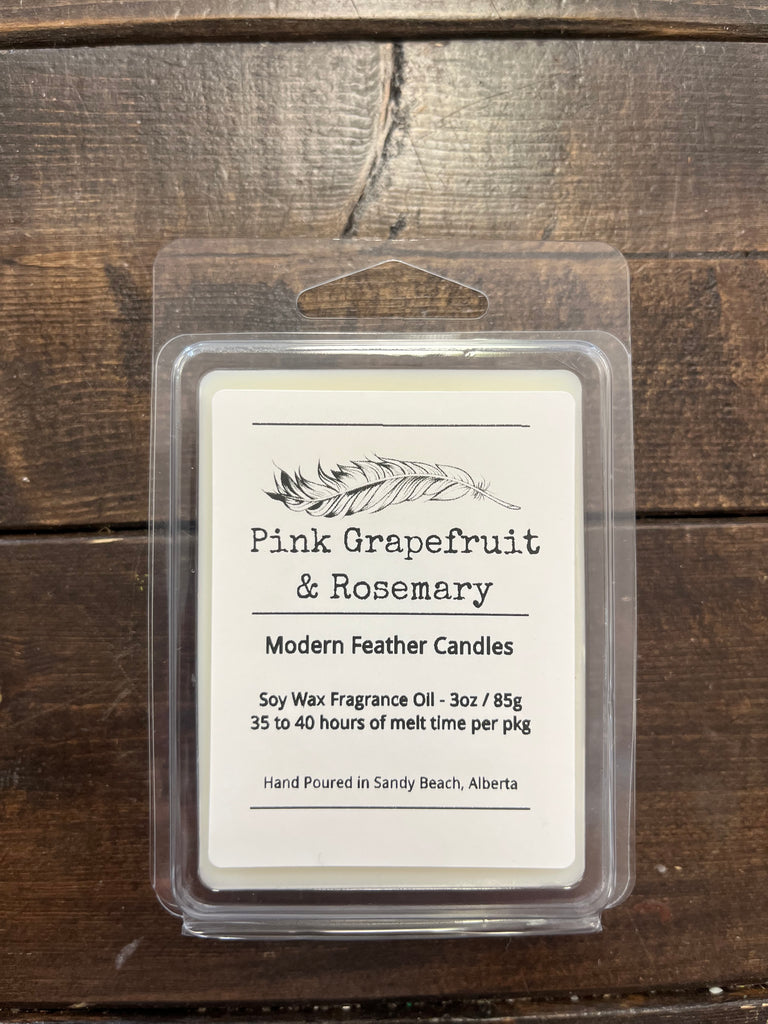 Pink Grapefruit
& Rosemary
Modern Feather Candles
Soy Wax Fragrance Oil - 3oz / 85g
35 to 40 hours of melt time per pkg
Hand Poured in Sandy Beach, Alberta